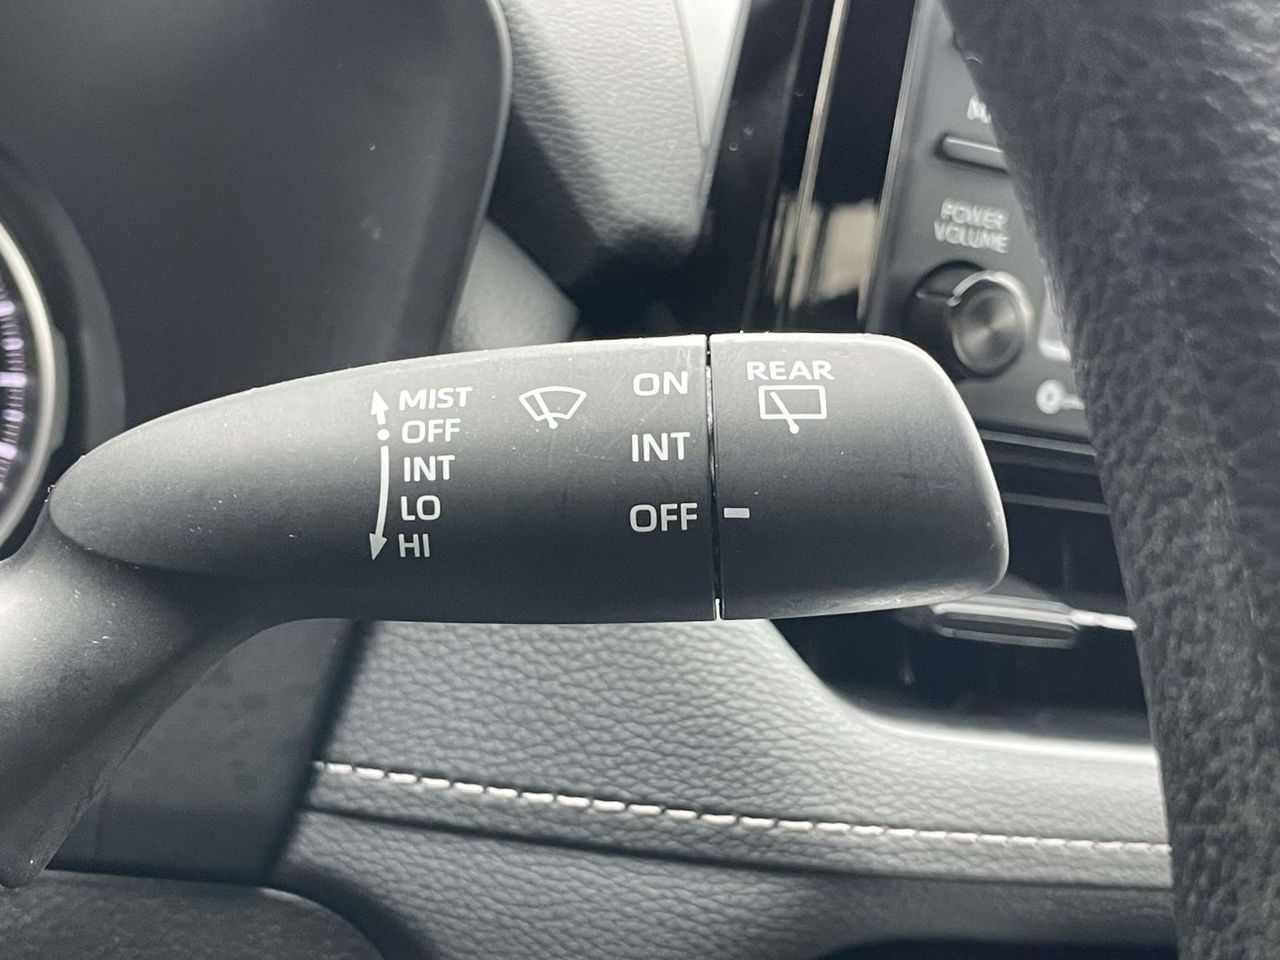 MIST
OFF
INT
LO
HI
ON
INT
OFF
REAR
POWER
VOLUME